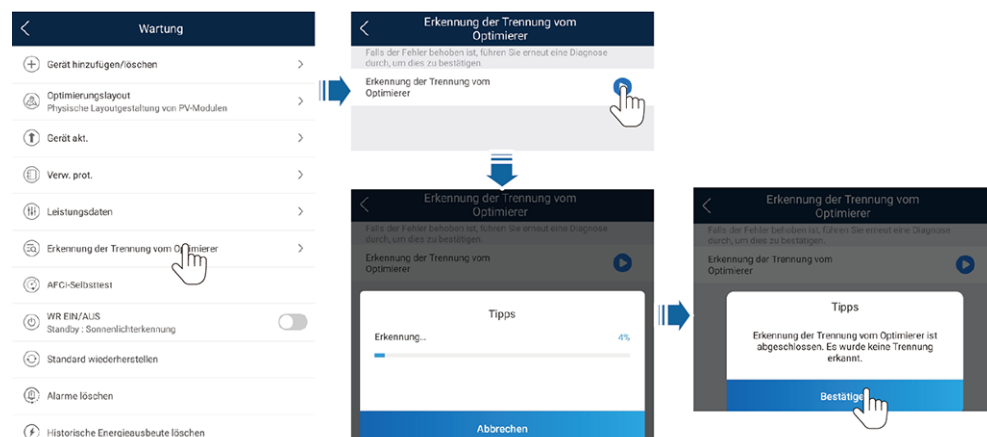 Wartung
Gerät hinzufügen/löschen
Optimierungslayout
Physische Layoutgestaltung von PV-Modulen
Gerät akt.
Verw. prot.
Leistungsdaten
Erkennung der Trennung vom Optimierer
AFCI-Selbsttest
WR EIN/AUS
Standby : Sonnenlichterkennung
Standard wiederherstellen
Alarme löschen
Historische Energieausbeute löschen
Erkennung der Trennung vom
Optimierer
Falls der Fehler behoben ist, führen Sie erneut eine Diagnose
durch, um dies zu bestätigen.
Erkennung der Trennung vom
Optimierer
Erkennung der Trennung vom
Optimierer
Falls der Fehler behoben ist, führen Sie erneut eine Diagnose
durch, um dies zu bestätigen.
Erkennung der Trennung vom
Optimierer
Tipps
Erkennung... 4%
Abbrechen
Erkennung der Trennung vom
Optimierer
Falls der Fehler behoben ist, führen Sie erneut eine Diagnose
durch, um dies zu bestätigen.
Erkennung der Trennung vom
Optimierer
Tipps
Erkennung der Trennung vom Optimierer ist
abgeschlossen. Es wurde keine Trennung
erkannt.
Bestätige